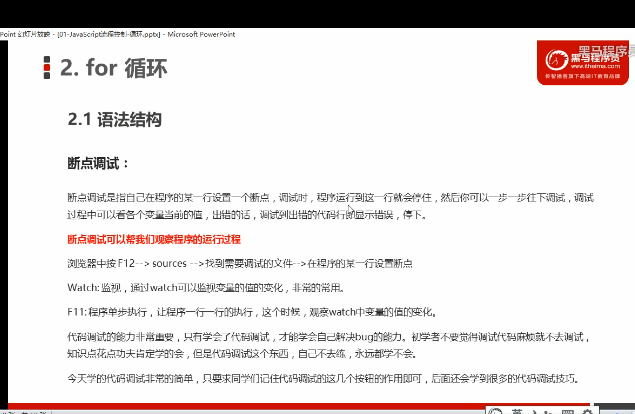 Point 幻灯片放映 - [01-JavaScript流程控制-循环.pptx] - Microsoft PowerPoint
黑马程序员
黑马程序员
www.itheima.com
传智播客旗下高端IT教育品牌
2. for 循环
2.1 语法结构
断点调试：
断点调试是指自己在程序的某一行设置一个断点，调试时，程序运行到这一行就会停住，然后你可以一步一步往下调试，调试
过程中可以看各个变量当前的值，出错的话，调试到出错的代码行即显示错误，停下。
断点调试可以帮我们观察程序的运行过程
浏览器中按 F12--> sources -->找到需要调试的文件-->在程序的某一行设置断点
Watch: 监视，通过watch可以监视变量的值的变化，非常的常用。
F11: 程序单步执行，让程序一行一行的执行，这个时候，观察watch中变量的值的变化。
代码调试的能力非常重要，只有学会了代码调试，才能学会自己解决bug的能力。初学者不要觉得调试代码麻烦就不去调试，
知识点花点功夫肯定学的会，但是代码调试这个东西，自己不去练，永远都学不会。
今天学的代码调试非常的简单，只要求同学们记住代码调试的这几个按钮的作用即可，后面还会学到很多的代码调试技巧。